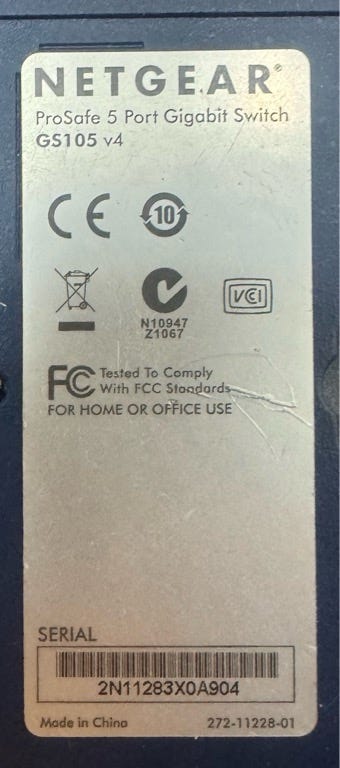 NETGEAR®
ProSafe 5 Port Gigabit Switch
GS105 v4
CE
10
N10947
Z1067
VCI
FC Tested To Comply
With FCC Standards
FOR HOME OR OFFICE USE
SERIAL
2N11283X0A904
Made in China 272-11228-01